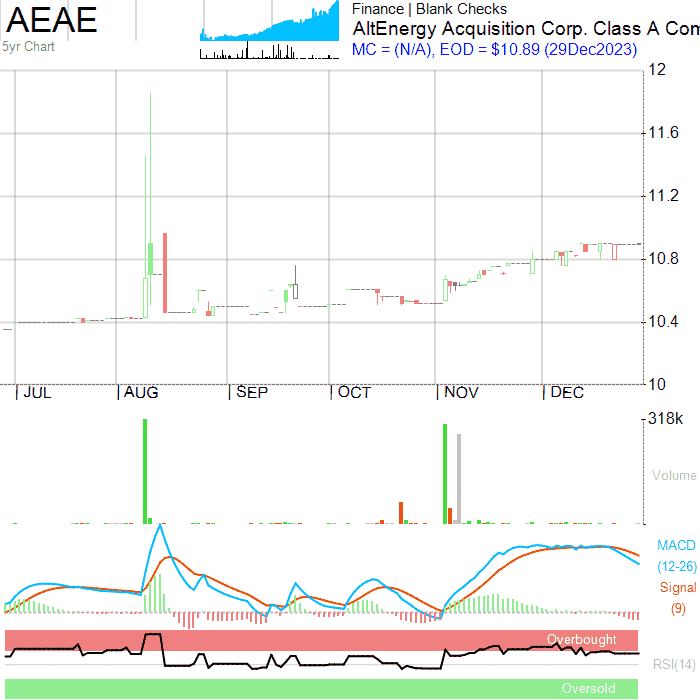 AEAE
5yr Chart
Finance | Blank Checks
AltEnergy Acquisition Corp. Class A Com
MC = (N/A), EOD = $10.89 (29Dec2023)
12
11.6
11.2
10.8
10.4
10
JUL
AUG
SEP
OCT
NOV
DEC
318k
Volume
MACD
(12-26)
Signal
(9)
Overbought
RSI(14)
Oversold